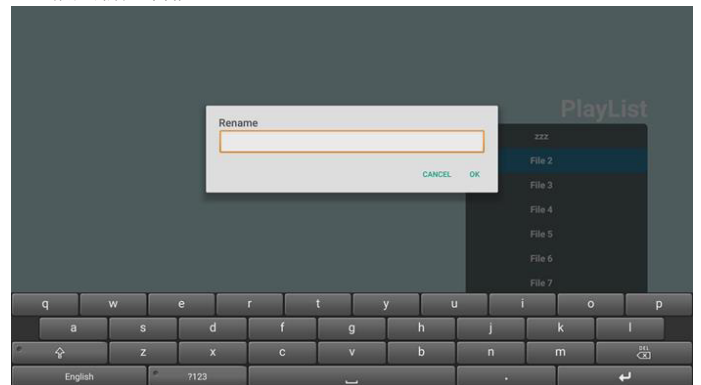 PlayList
Rename
zzz
File 2
CANCEL OK
File 3
File 4
File 5
File 6
File 7
q w e r t y u i o p
a s d f g h j k l
z x c v b n m DEL
English ?123 .